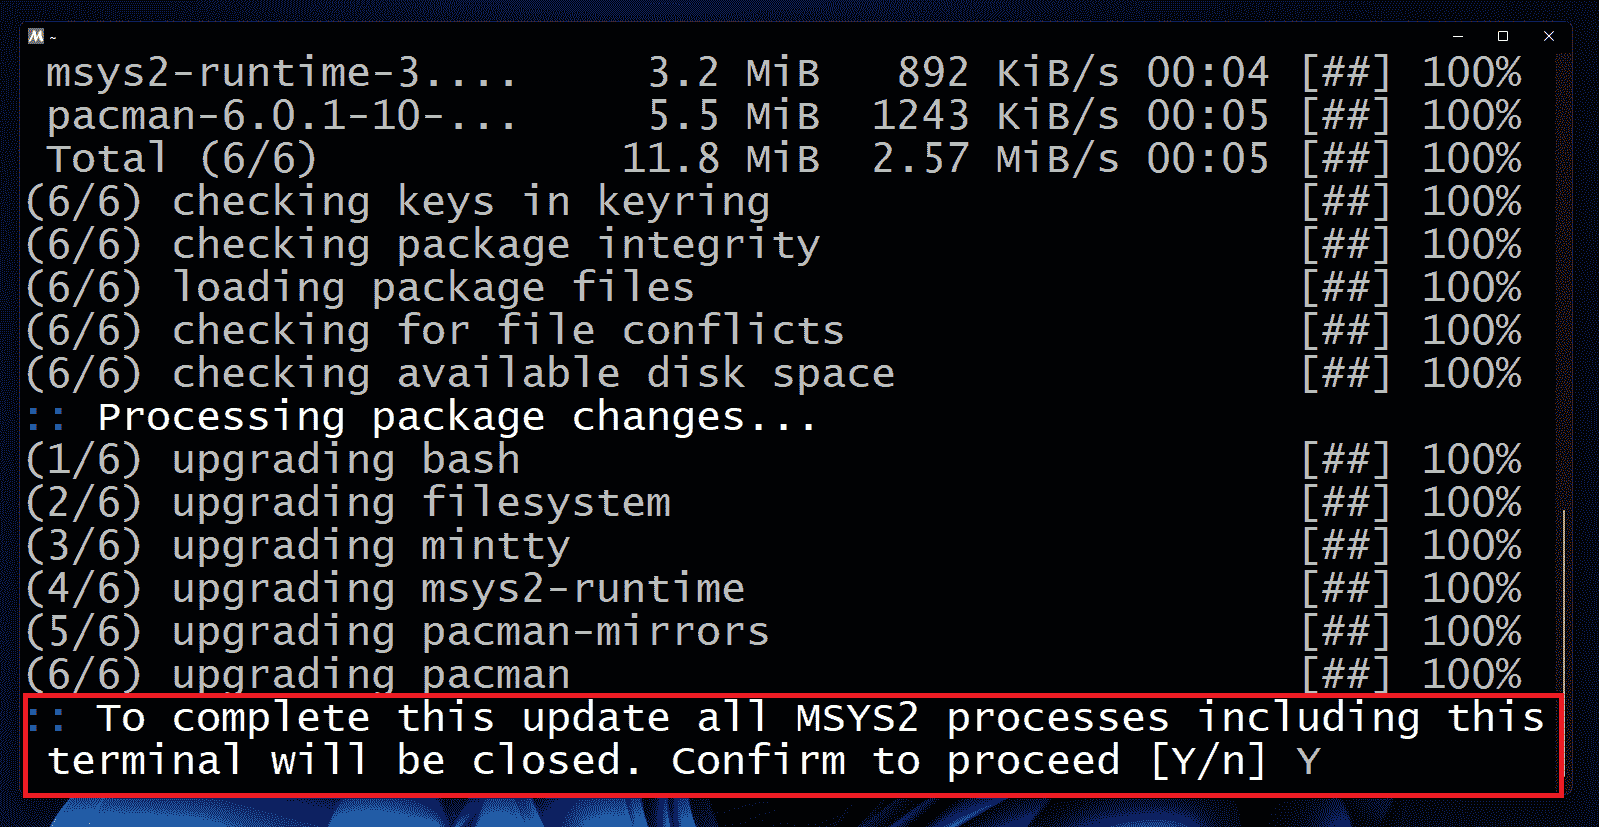 M ~
msys2-runtime-3.... 3.2 MiB 892 KiB/s 00:04 [##] 100%
pacman-6.0.1-10-... 5.5 MiB 1243 KiB/s 00:05 [##] 100%
Total (6/6) 11.8 MiB 2.57 MiB/s 00:05 [##] 100%
(6/6) checking keys in keyring [##] 100%
(6/6) checking package integrity [##] 100%
(6/6) loading package files [##] 100%
(6/6) checking for file conflicts [##] 100%
(6/6) checking available disk space [##] 100%
:: Processing package changes...
(1/6) upgrading bash [##] 100%
(2/6) upgrading filesystem [##] 100%
(3/6) upgrading mintty [##] 100%
(4/6) upgrading msys2-runtime [##] 100%
(5/6) upgrading pacman-mirrors [##] 100%
(6/6) upgrading pacman [##] 100%
:: To complete this update all MSYS2 processes including this
terminal will be closed. Confirm to proceed [Y/n] Y